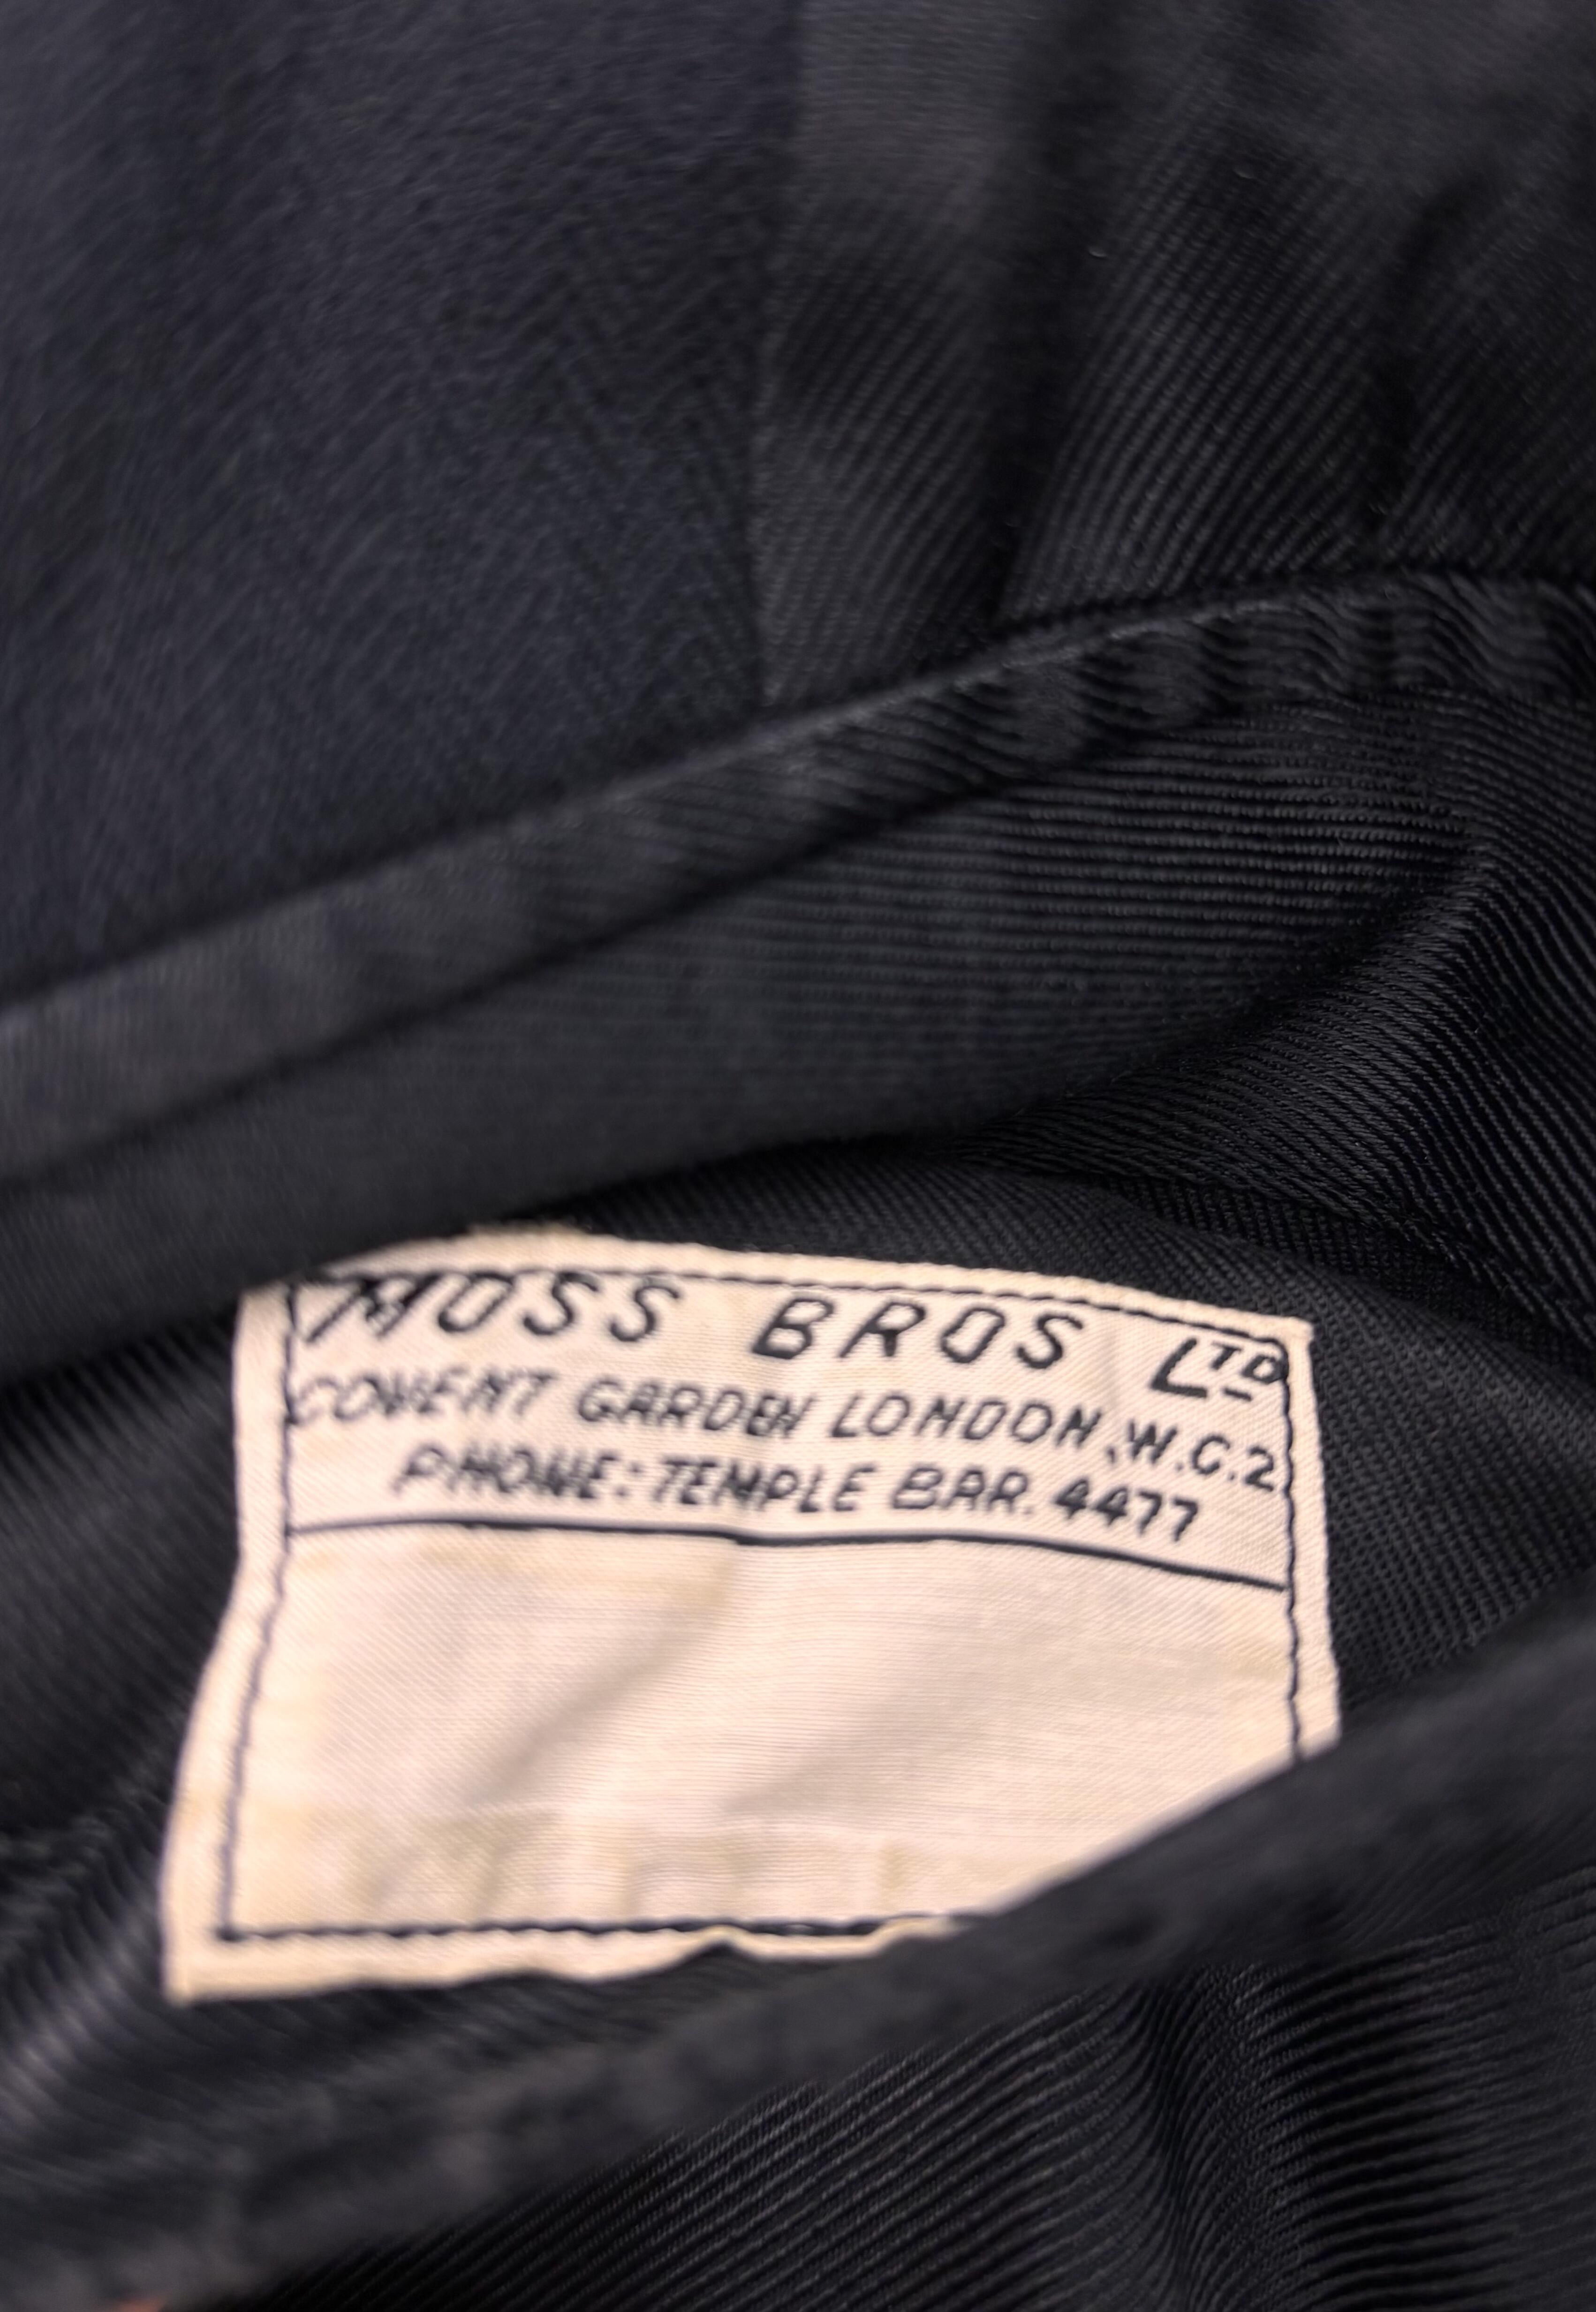 MOSS BROS LTD
COVENT GARDEN LONDON, W.C.2
PHONE: TEMPLE BAR. 4477